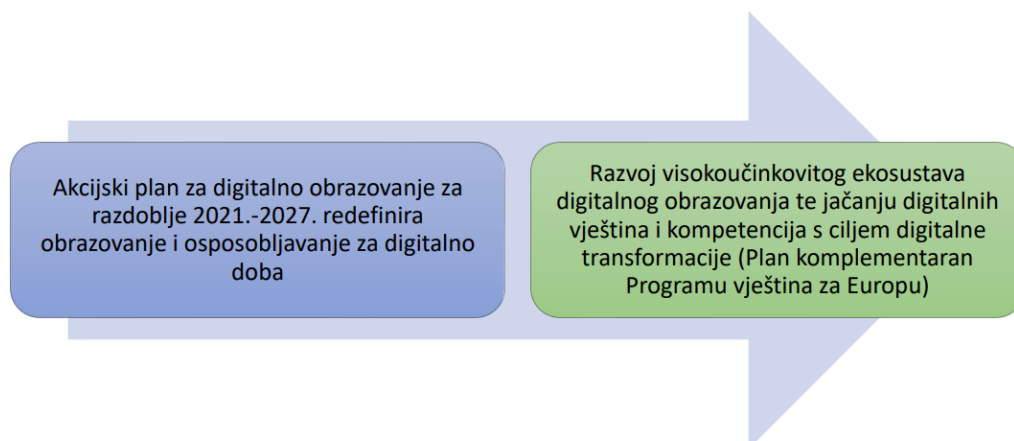 Akcijski plan za digitalno obrazovanje za
razdoblje 2021.-2027. redefinira
obrazovanje i osposobljavanje za digitalno
doba
Razvoj visokoučinkovitog ekosustava
digitalnog obrazovanja te jačanju digitalnih
vještina i kompetencija s ciljem digitalne
transformacije (Plan komplementaran
Programu vještina za Europu)